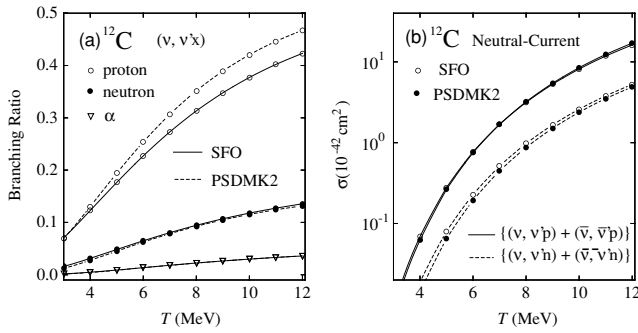 (a) ¹²C (ν, ν'x)
proton
neutron
α
SFO
PSDMK2
Branching Ratio
0.5
0.4
0.3
0.2
0.1
0.0
4 6 8 10 12
T (MeV)
(b) ¹²C Neutral-Current
SFO
PSDMK2
σ(10⁻⁴² cm²)
10¹
10⁰
10⁻¹
{(ν, ν'p) + (ν̄, ν̄'p)}
{(ν, ν'n) + (ν̄, ν̄'n)}
4 6 8 10 12
T (MeV)